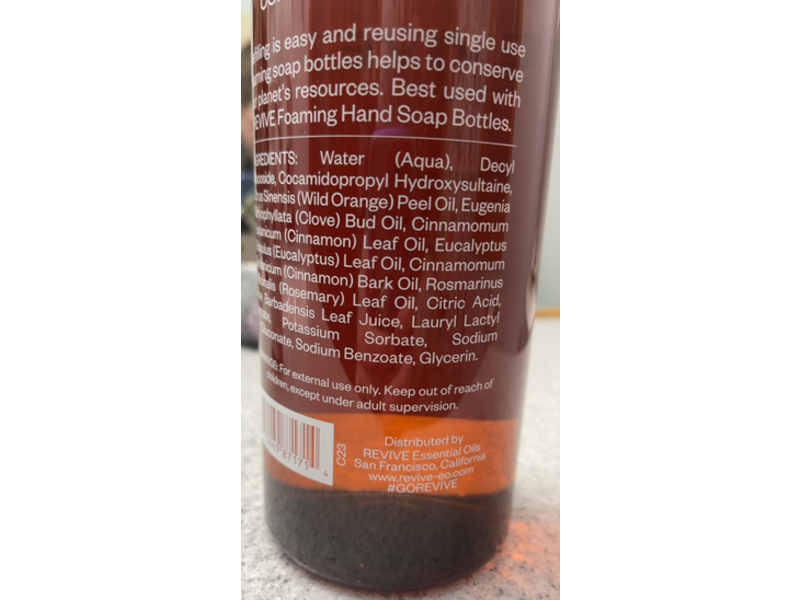 is easy and reusing single use
soap bottles helps to conserve
planet's resources. Best used with
REVIVE Foaming Hand Soap Bottles.
Water (Aqua), Decyl
Cocamidopropyl Hydroxysultaine,
Sinensis (Wild Orange) Peel Oil, Eugenia
(Clove) Bud Oil, Cinnamomum
(Cinnamon) Leaf Oil, Eucalyptus
(Eucalyptus) Leaf Oil, Cinnamomum
(Cinnamon) Bark Oil, Rosmarinus
(Rosemary) Leaf Oil, Citric Acid,
Barbadensis Leaf Juice, Lauryl Lactyl
Potassium Sorbate, Sodium
Sodium Benzoate, Glycerin.
For external use only. Keep out of reach of
children, except under adult supervision.
C23
Distributed by
REVIVE Essential Oils
San Francisco, California
www.revive-eo.com
#GOREVIVE